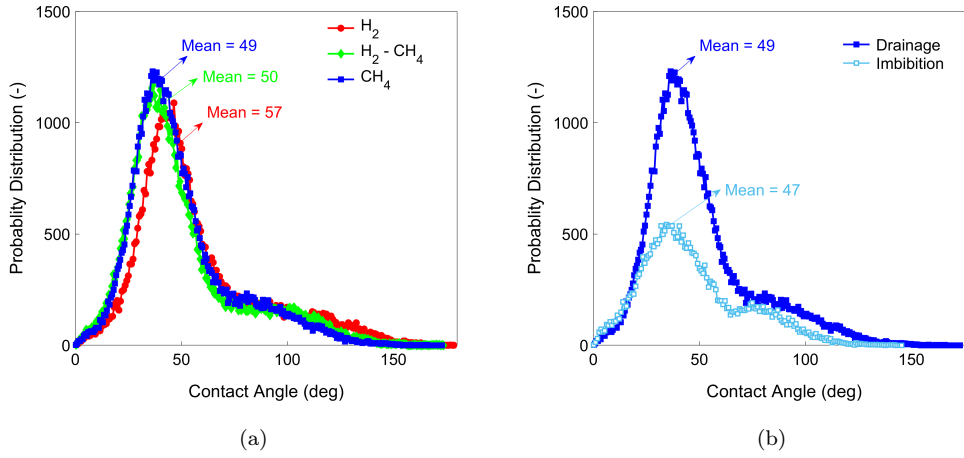 1500
1000
500
0
0
50
100
150
Probablity Distribution (-)
Contact Angle (deg)
Mean = 49
Mean = 50
Mean = 57
H2
H2 - CH4
CH4
(a)
1500
1000
500
0
0
50
100
150
Probablity Distribution (-)
Contact Angle (deg)
Mean = 49
Mean = 47
Drainage
Imbibition
(b)